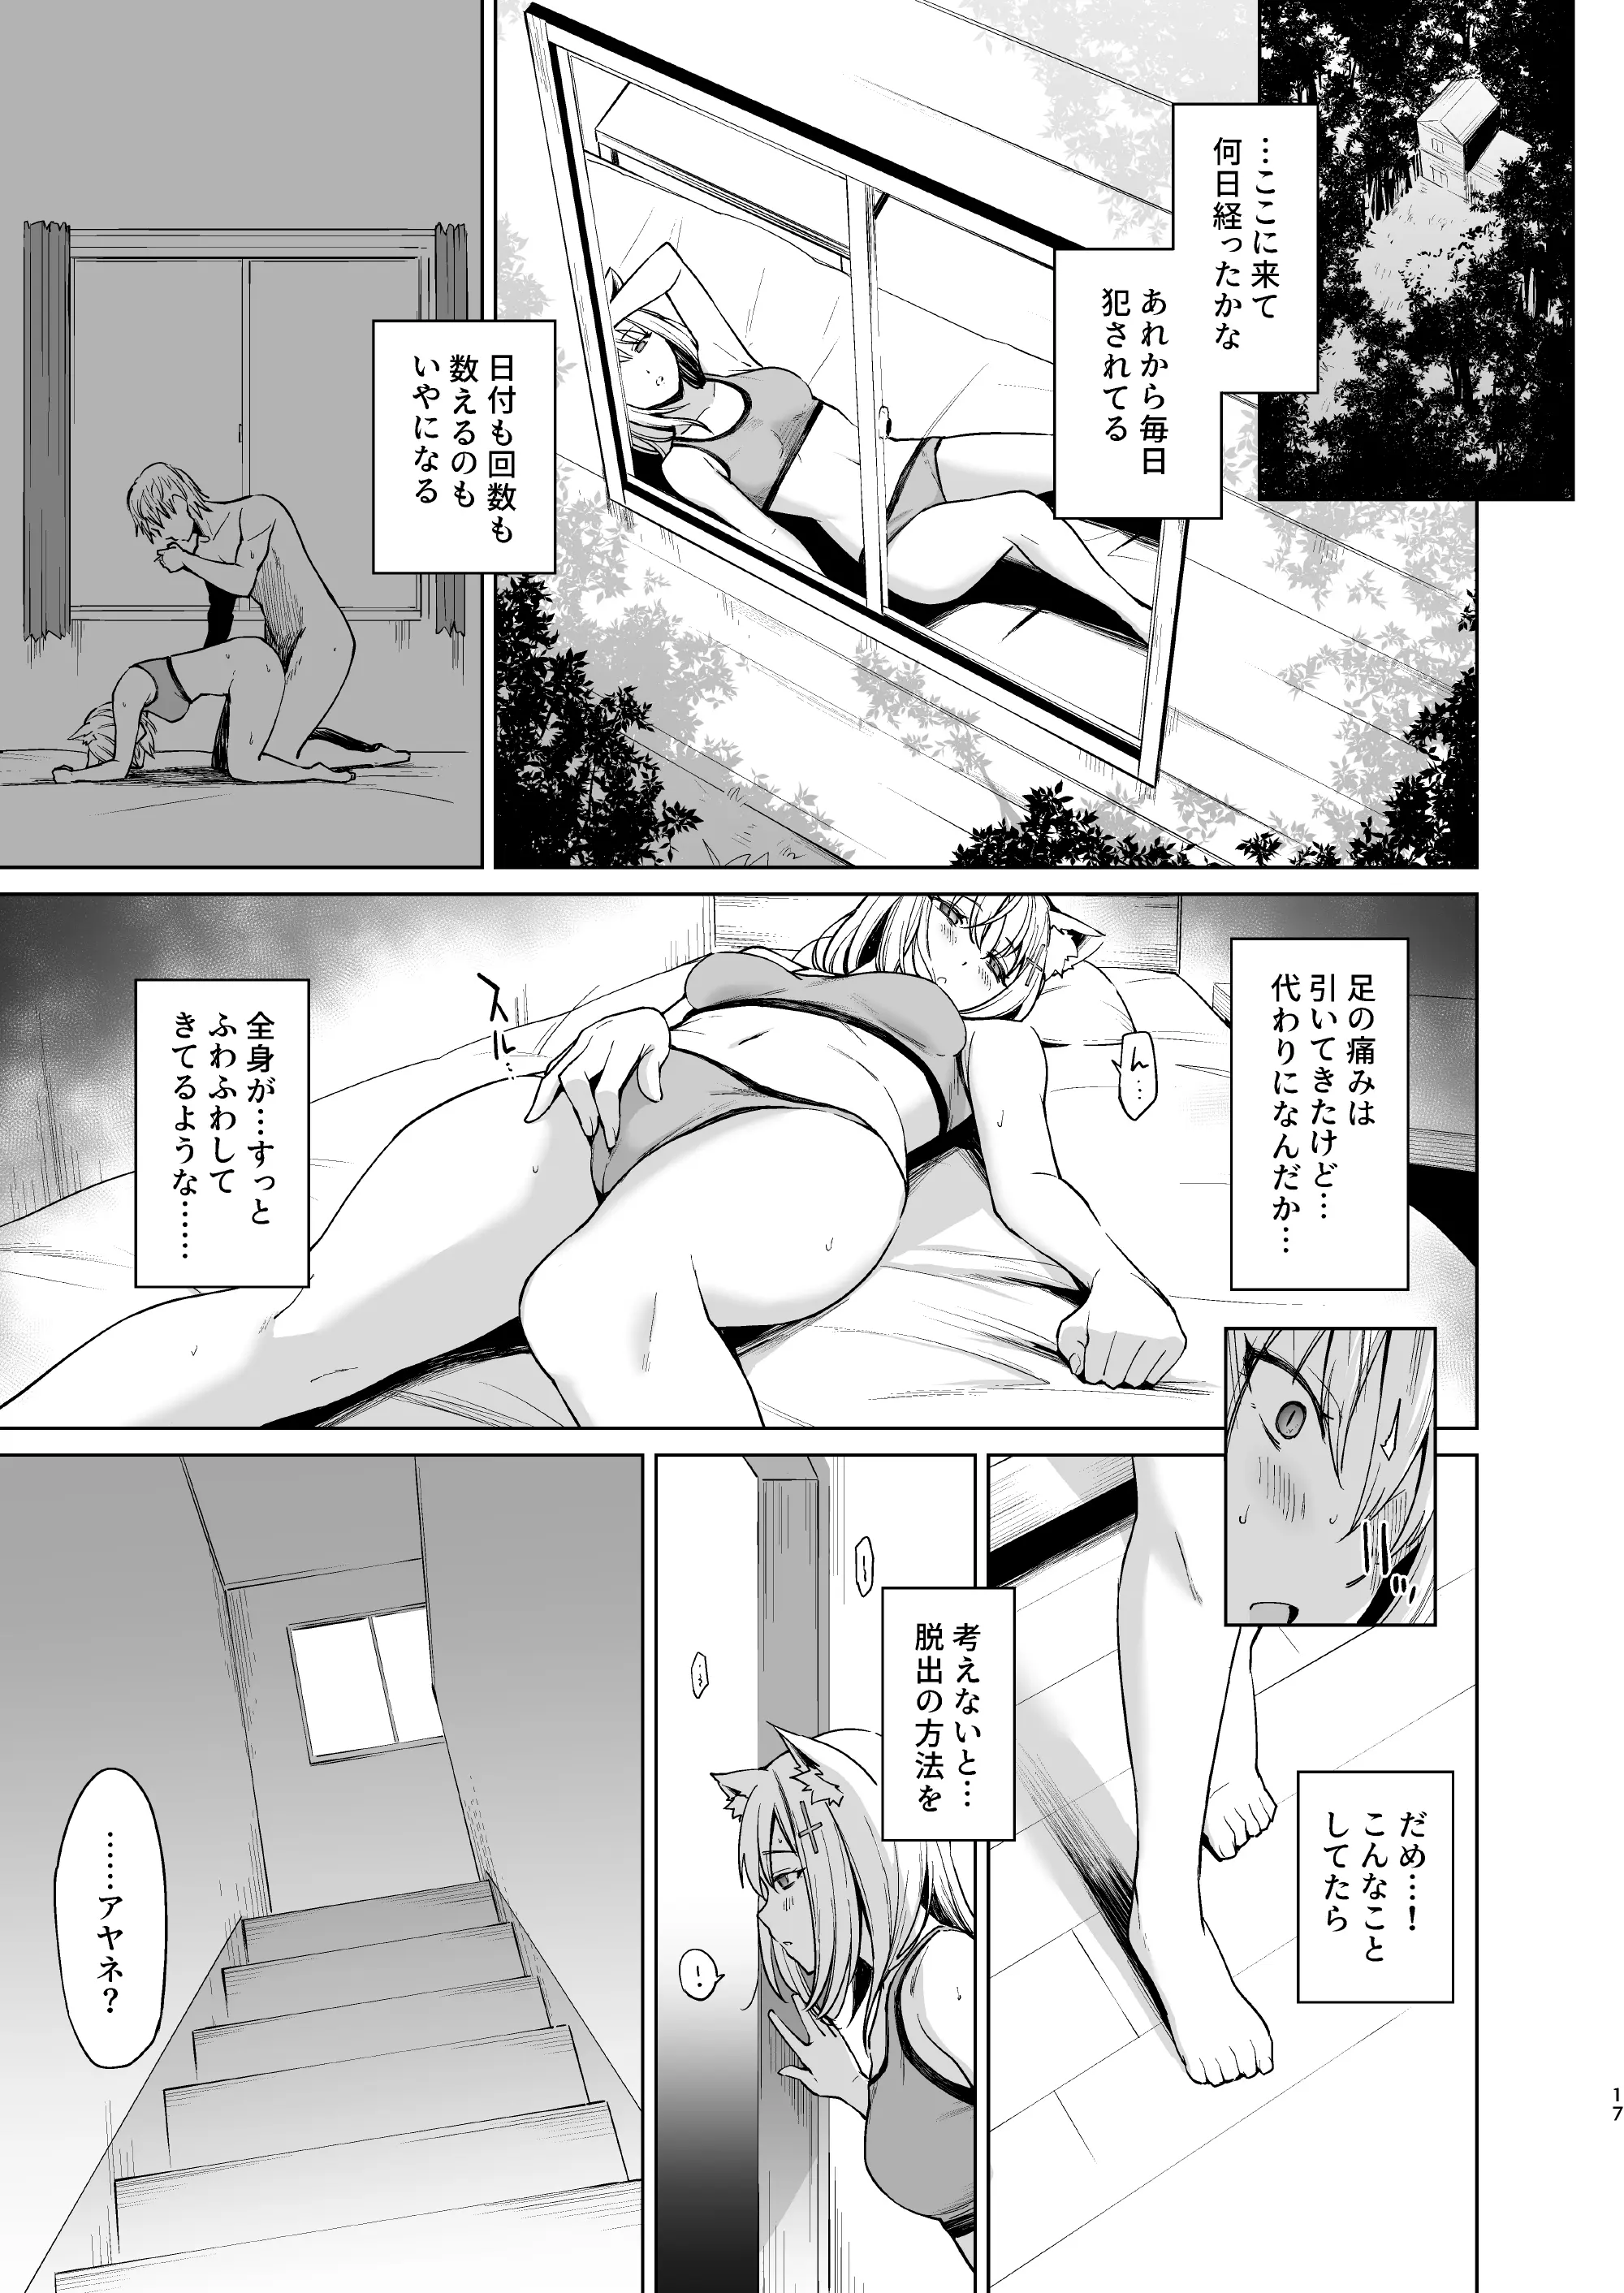 …ここに来て
何日経ったかな
あれから毎日
犯されてる
日付も回数も
数えるのも
いやになる
足の痛みは
引いてきたけど…
代わりになんだか…
ん…
スル…
全身が…すっと
ふわふわして
きてるような……
だめ…！
こんなこと
してたら
考えないと…
脱出の方法を
…
…
！
……アヤネ？
17